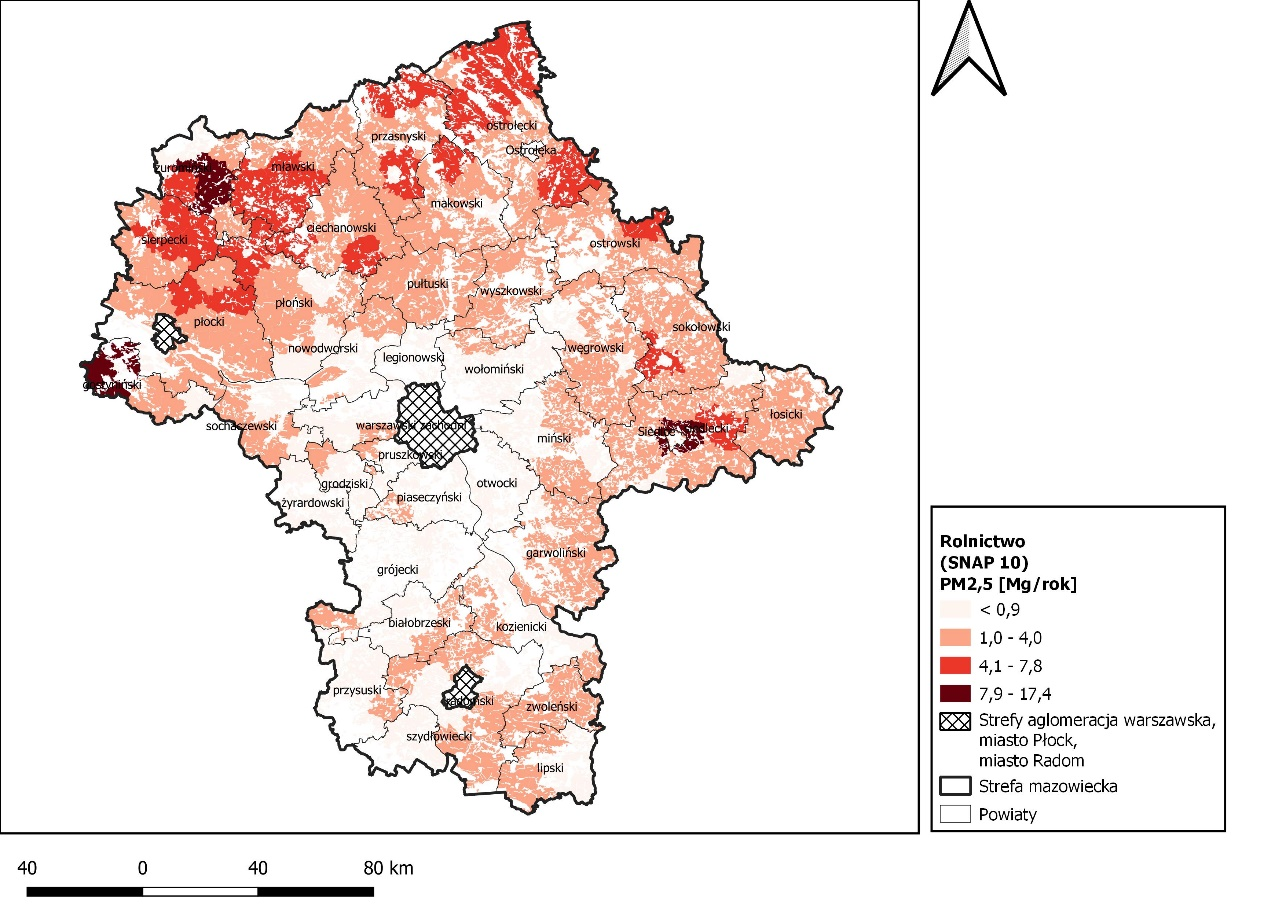 ostrołęcki
przasnyski
Ostrołęka
żuromiński
mławski
makowski
ciechanowski
sierpecki
ostrowski
pułtuski
wyszkowski
płoński
płocki
sokołowski
nowodworski
legionowski
węgrowski
wołomiński
gostyniński
łosicki
sochaczewski
warszawski zachodni
Siedlce
siedlecki
miński
pruszkowski
grodziski
otwocki
piaseczyński
żyrardowski
garwoliński
grójecki
białobrzeski
kozienicki
przysuski
radomski
zwoleński
szydłowiecki
lipski
Rolnictwo
(SNAP 10)
PM2,5 [Mg/rok]
< 0,9
1,0 - 4,0
4,1 - 7,8
7,9 - 17,4
Strefy aglomeracja warszawska,
miasto Płock,
miasto Radom
Strefa mazowiecka
Powiaty
40 0 40 80 km